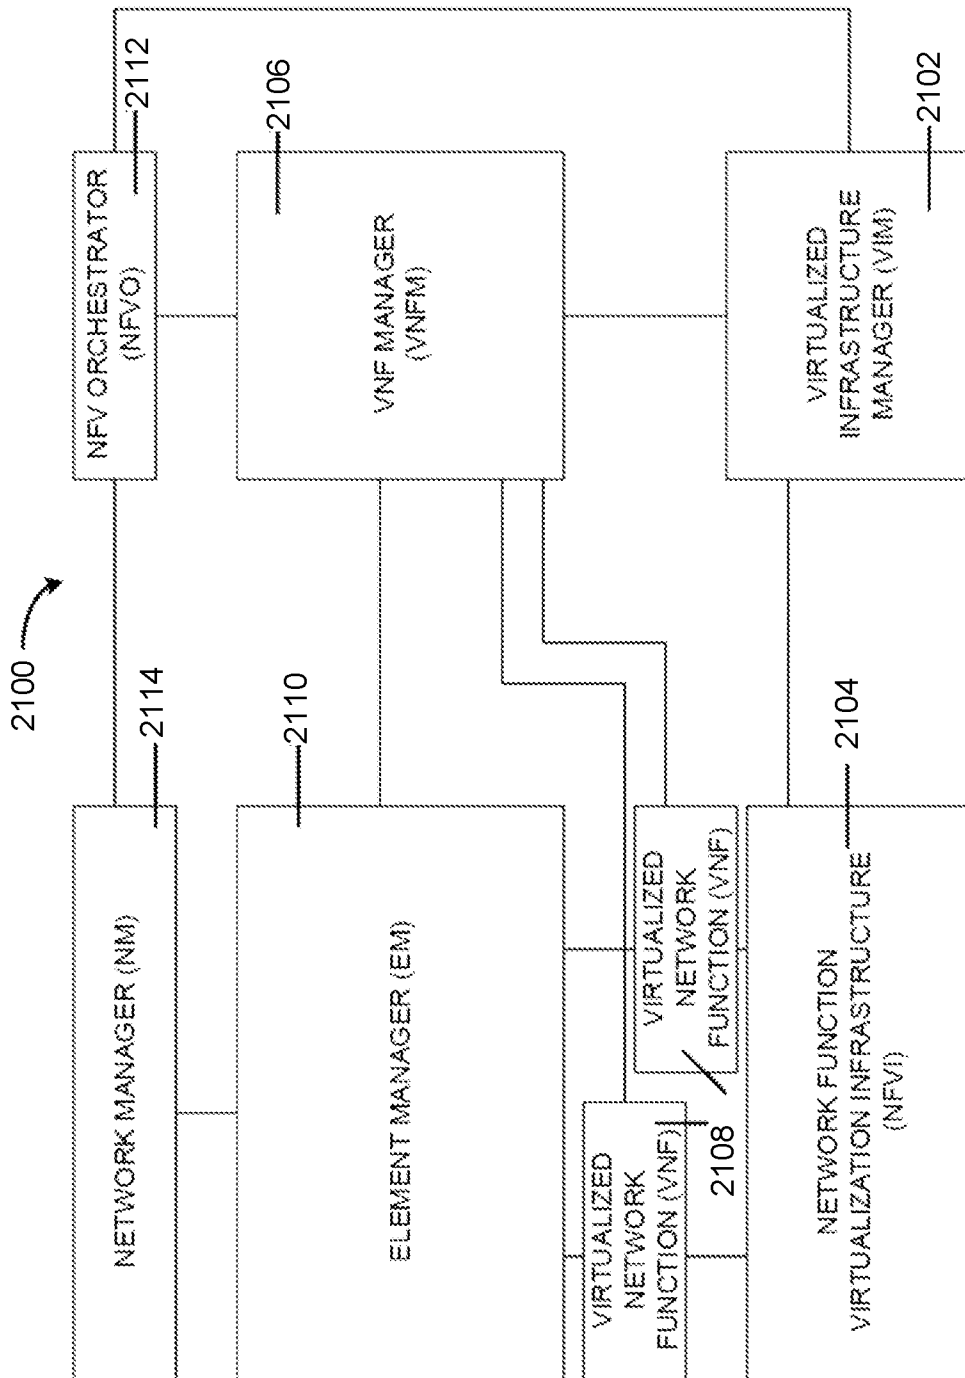 2100
NETWORK MANAGER (NM)
2114
NFV ORCHESTRATOR
(NFVO)
2112
ELEMENT MANAGER (EM)
2110
VNF MANAGER
(VNFM)
2106
VIRTUALIZED
NETWORK
FUNCTION (VNF)
VIRTUALIZED
NETWORK
FUNCTION (VNF)
2108
NETWORK FUNCTION
VIRTUALIZATION INFRASTRUCTURE
(NFVI)
2104
VIRTUALIZED
INFRASTRUCTURE
MANAGER (VIM)
2102